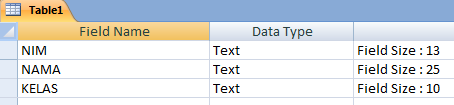 Table1
Field Name Data Type
NIM Text Field Size : 13
NAMA Text Field Size : 25
KELAS Text Field Size : 10